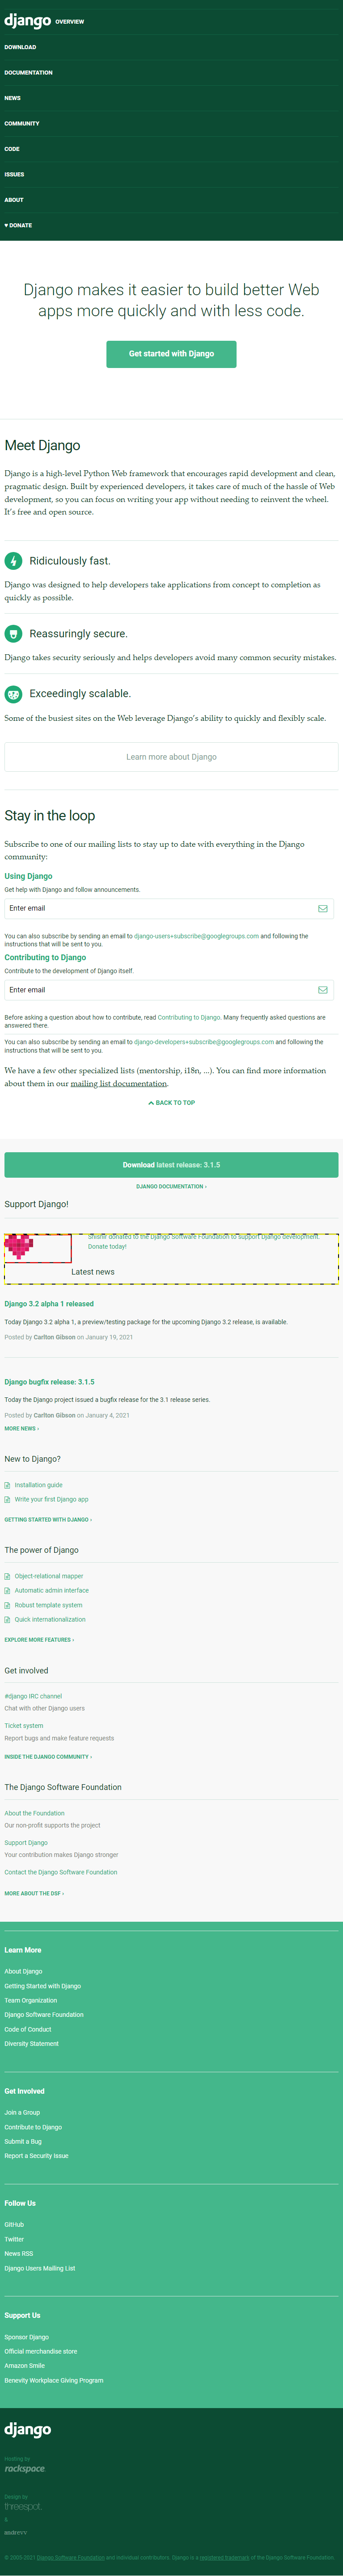 django OVERVIEW
DOWNLOAD
DOCUMENTATION
NEWS
COMMUNITY
CODE
ISSUES
ABOUT
♥ DONATE
Django makes it easier to build better Web
apps more quickly and with less code.
Get started with Django
Meet Django
Django is a high-level Python Web framework that encourages rapid development and clean,
pragmatic design. Built by experienced developers, it takes care of much of the hassle of Web
development, so you can focus on writing your app without needing to reinvent the wheel.
It's free and open source.
Ridiculously fast.
Django was designed to help developers take applications from concept to completion as
quickly as possible.
Reassuringly secure.
Django takes security seriously and helps developers avoid many common security mistakes.
Exceedingly scalable.
Some of the busiest sites on the Web leverage Django's ability to quickly and flexibly scale.
Learn more about Django
Stay in the loop
Subscribe to one of our mailing lists to stay up to date with everything in the Django
community:
Using Django
Get help with Django and follow announcements.
Enter email
You can also subscribe by sending an email to django-users+subscribe@googlegroups.com and following the
instructions that will be sent to you.
Contributing to Django
Contribute to the development of Django itself.
Enter email
Before asking a question about how to contribute, read Contributing to Django. Many frequently asked questions are
answered there.
You can also subscribe by sending an email to django-developers+subscribe@googlegroups.com and following the
instructions that will be sent to you.
We have a few other specialized lists (mentorship, i18n, ...). You can find more information
about them in our mailing list documentation.
BACK TO TOP
Download latest release: 3.1.5
DJANGO DOCUMENTATION ›
Support Django!
donated to the Django Software Foundation to support Django development.
Donate today!
Latest news
Django 3.2 alpha 1 released
Today Django 3.2 alpha 1, a preview/testing package for the upcoming Django 3.2 release, is available.
Posted by Carlton Gibson on January 19, 2021
Django bugfix release: 3.1.5
Today the Django project issued a bugfix release for the 3.1 release series.
Posted by Carlton Gibson on January 4, 2021
MORE NEWS ›
New to Django?
Installation guide
Write your first Django app
GETTING STARTED WITH DJANGO ›
The power of Django
Object-relational mapper
Automatic admin interface
Robust template system
Quick internationalization
EXPLORE MORE FEATURES ›
Get involved
#django IRC channel
Chat with other Django users
Ticket system
Report bugs and make feature requests
INSIDE THE DJANGO COMMUNITY ›
The Django Software Foundation
About the Foundation
Our non-profit supports the project
Support Django
Your contribution makes Django stronger
Contact the Django Software Foundation
MORE ABOUT THE DSF ›
Learn More
About Django
Getting Started with Django
Team Organization
Django Software Foundation
Code of Conduct
Diversity Statement
Get Involved
Join a Group
Contribute to Django
Submit a Bug
Report a Security Issue
Follow Us
GitHub
Twitter
News RSS
Django Users Mailing List
Support Us
Sponsor Django
Official merchandise store
Amazon Smile
Benevity Workplace Giving Program
django
Hosting by
rackspace.
Design by
threespot.
&
andrevv
© 2005-2021 Django Software Foundation and individual contributors. Django is a registered trademark of the Django Software Foundation.